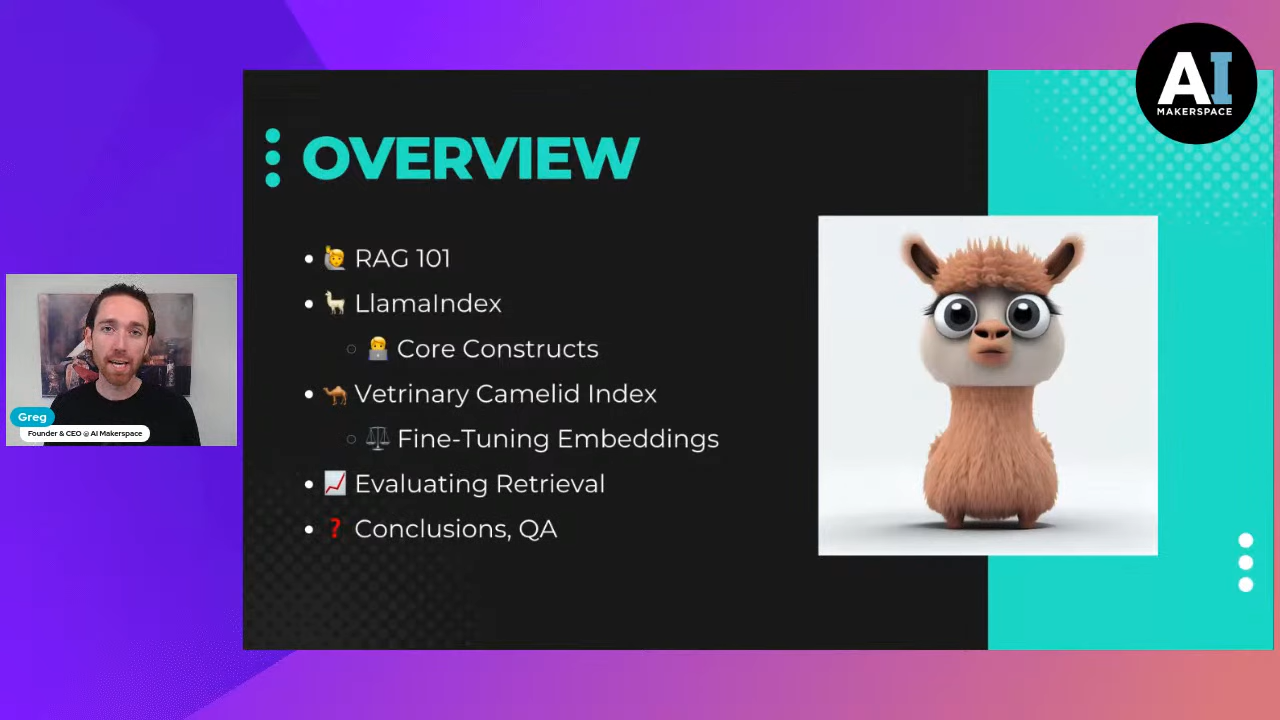 AI
MAKERSPACE
OVERVIEW
RAG 101
LlamaIndex
Core Constructs
Vetrinary Camelid Index
Fine-Tuning Embeddings
Evaluating Retrieval
Conclusions, QA
Greg
Founder & CEO @ AI Makerspace